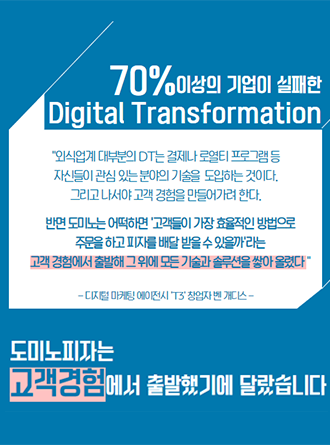 70%이상의 기업이 실패한
Digital Transformation
"외식업계 대부분의 DT는 결제나 로열티 프로그램 등
자신들이 관심 있는 분야의 기술을 도입하는 것이다.
그리고 나서야 고객 경험을 만들어가려 한다.
반면 도미노는 어떡하면 '고객들이 가장 효율적인 방법으로
주문을 하고 피자를 배달 받을 수 있을까'라는
고객 경험에서 출발해 그 위에 모든 기술과 솔루션을 쌓아 올렸다."
– 디지털 마케팅 에이전시 'T3' 창업자 벤 개디스 –
도미노피자는
고객경험에서 출발했기에 달랐습니다